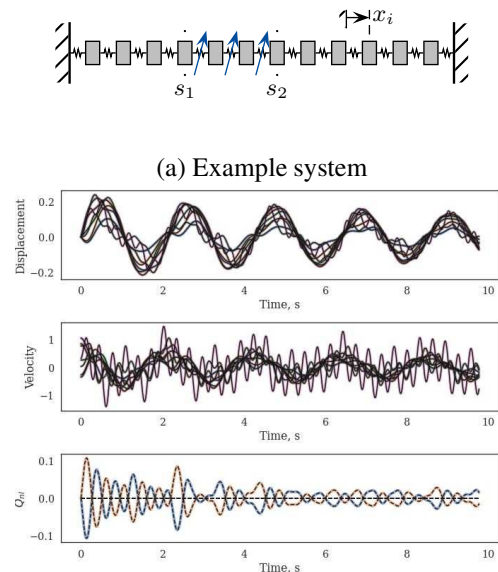 x_i
s_1 s_2
(a) Example system
0.2
0.0
−0.2
Displacement
0 2 4 6 8 10
Time, s
1
0
−1
Velocity
0 2 4 6 8 10
Time, s
0.1
0.0
−0.1
Q_{nl}
0 2 4 6 8 10